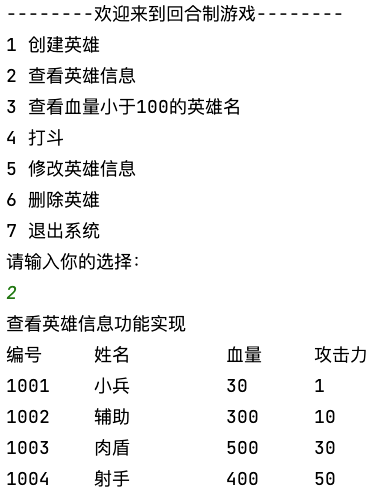 --------欢迎来到回合制游戏--------
1 创建英雄
2 查看英雄信息
3 查看血量小于100的英雄名
4 打斗
5 修改英雄信息
6 删除英雄
7 退出系统
请输入你的选择:
2
查看英雄信息功能实现
编号 姓名 血量 攻击力
1001 小兵 30 1
1002 辅助 300 10
1003 肉盾 500 30
1004 射手 400 50